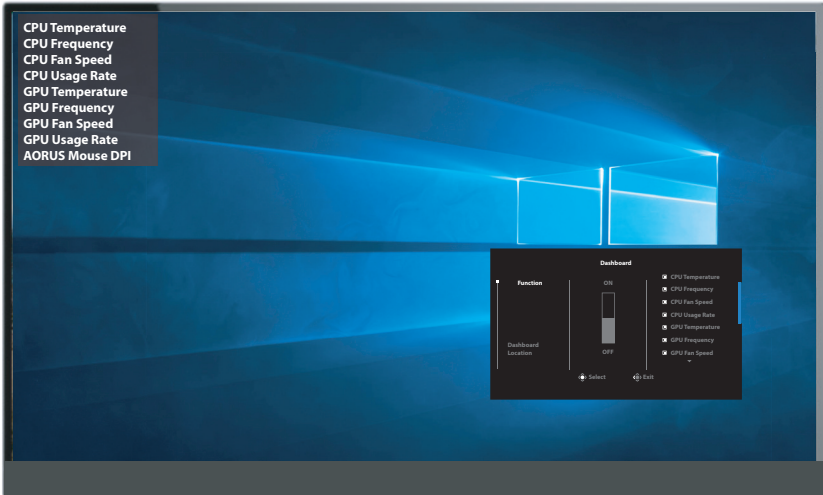 CPU Temperature
CPU Frequency
CPU Fan Speed
CPU Usage Rate
GPU Temperature
GPU Frequency
GPU Fan Speed
GPU Usage Rate
AORUS Mouse DPI
Dashboard
Function
Dashboard
Location
ON
OFF
CPU Temperature
CPU Frequency
CPU Fan Speed
CPU Usage Rate
GPU Temperature
GPU Frequency
GPU Fan Speed
Select
Exit